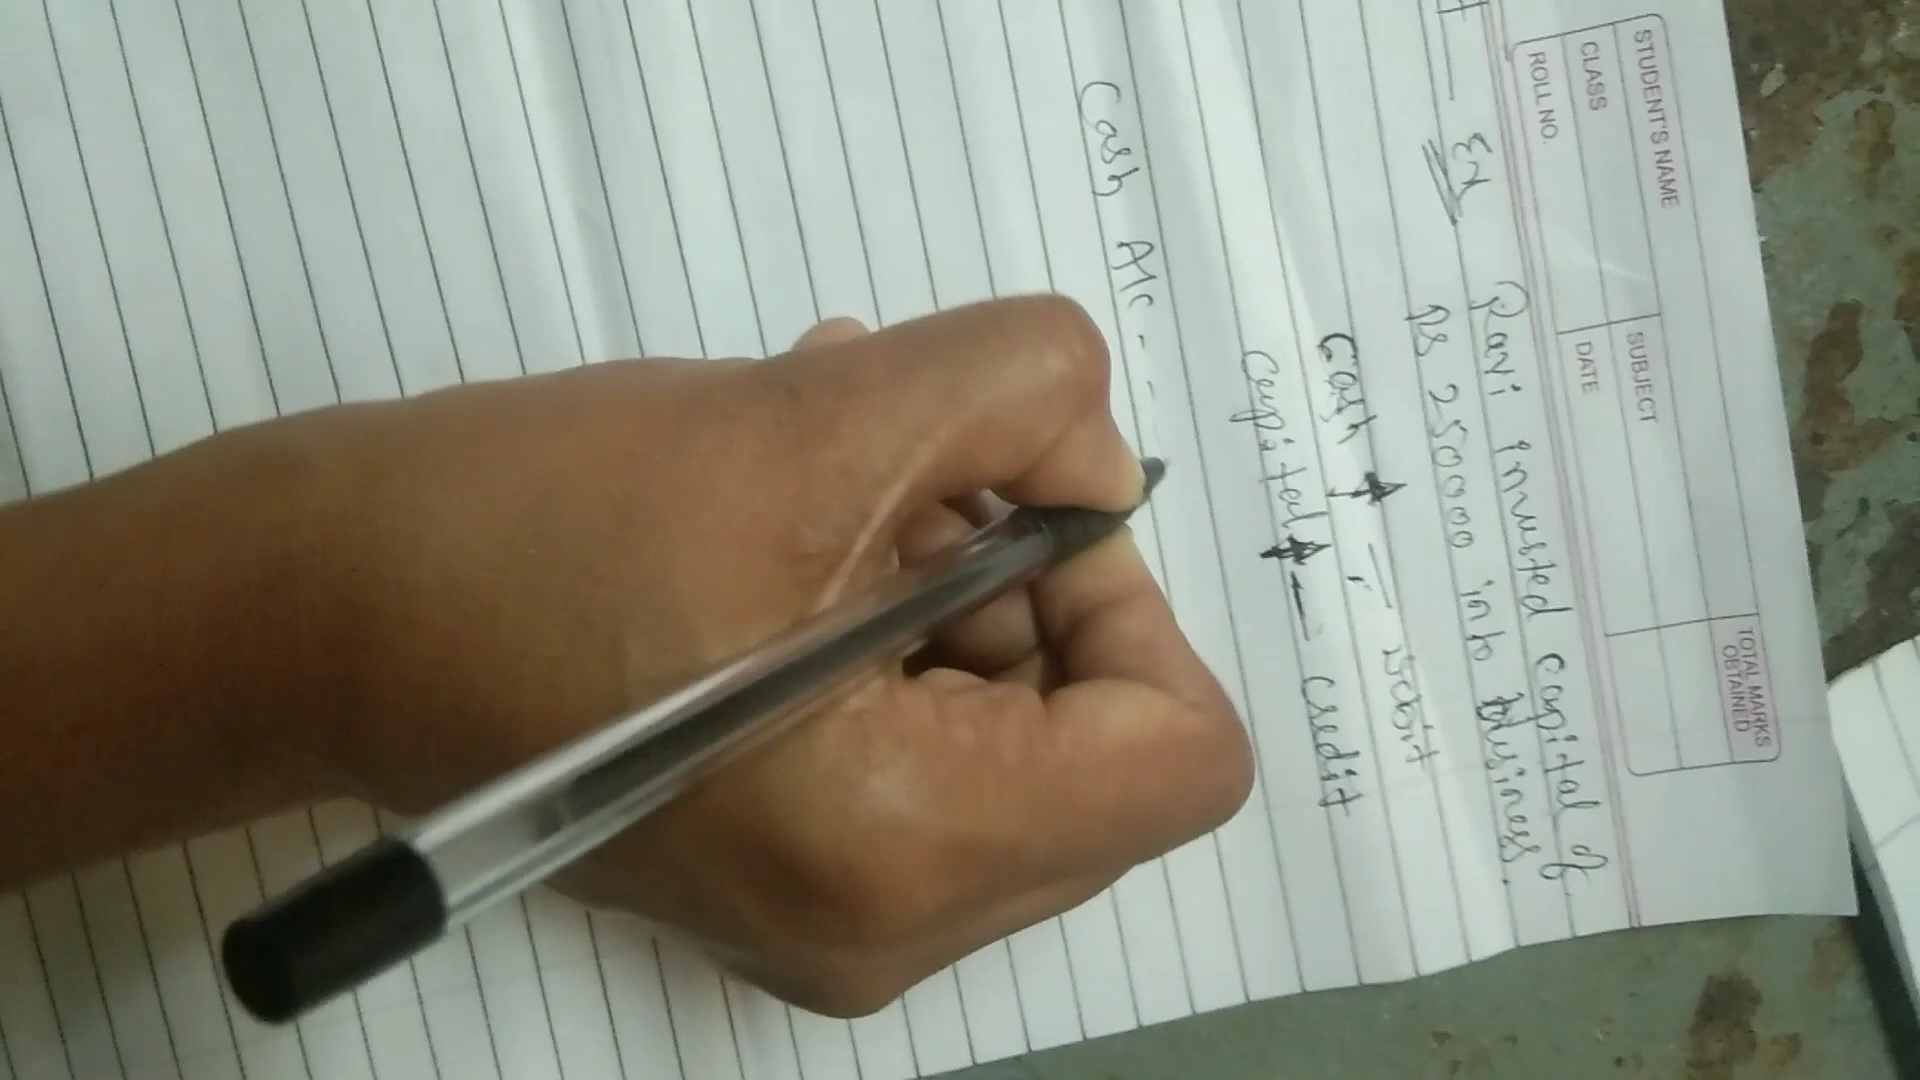 STUDENT'S NAME
SUBJECT
TOTAL MARKS
OBTAINED
CLASS
DATE
ROLL NO.
Ex Ravi invested capital of
Rs 250000 into business.
Cash ↑ - - Debit
Capital ↑ - Credit
Cash A/c - - -